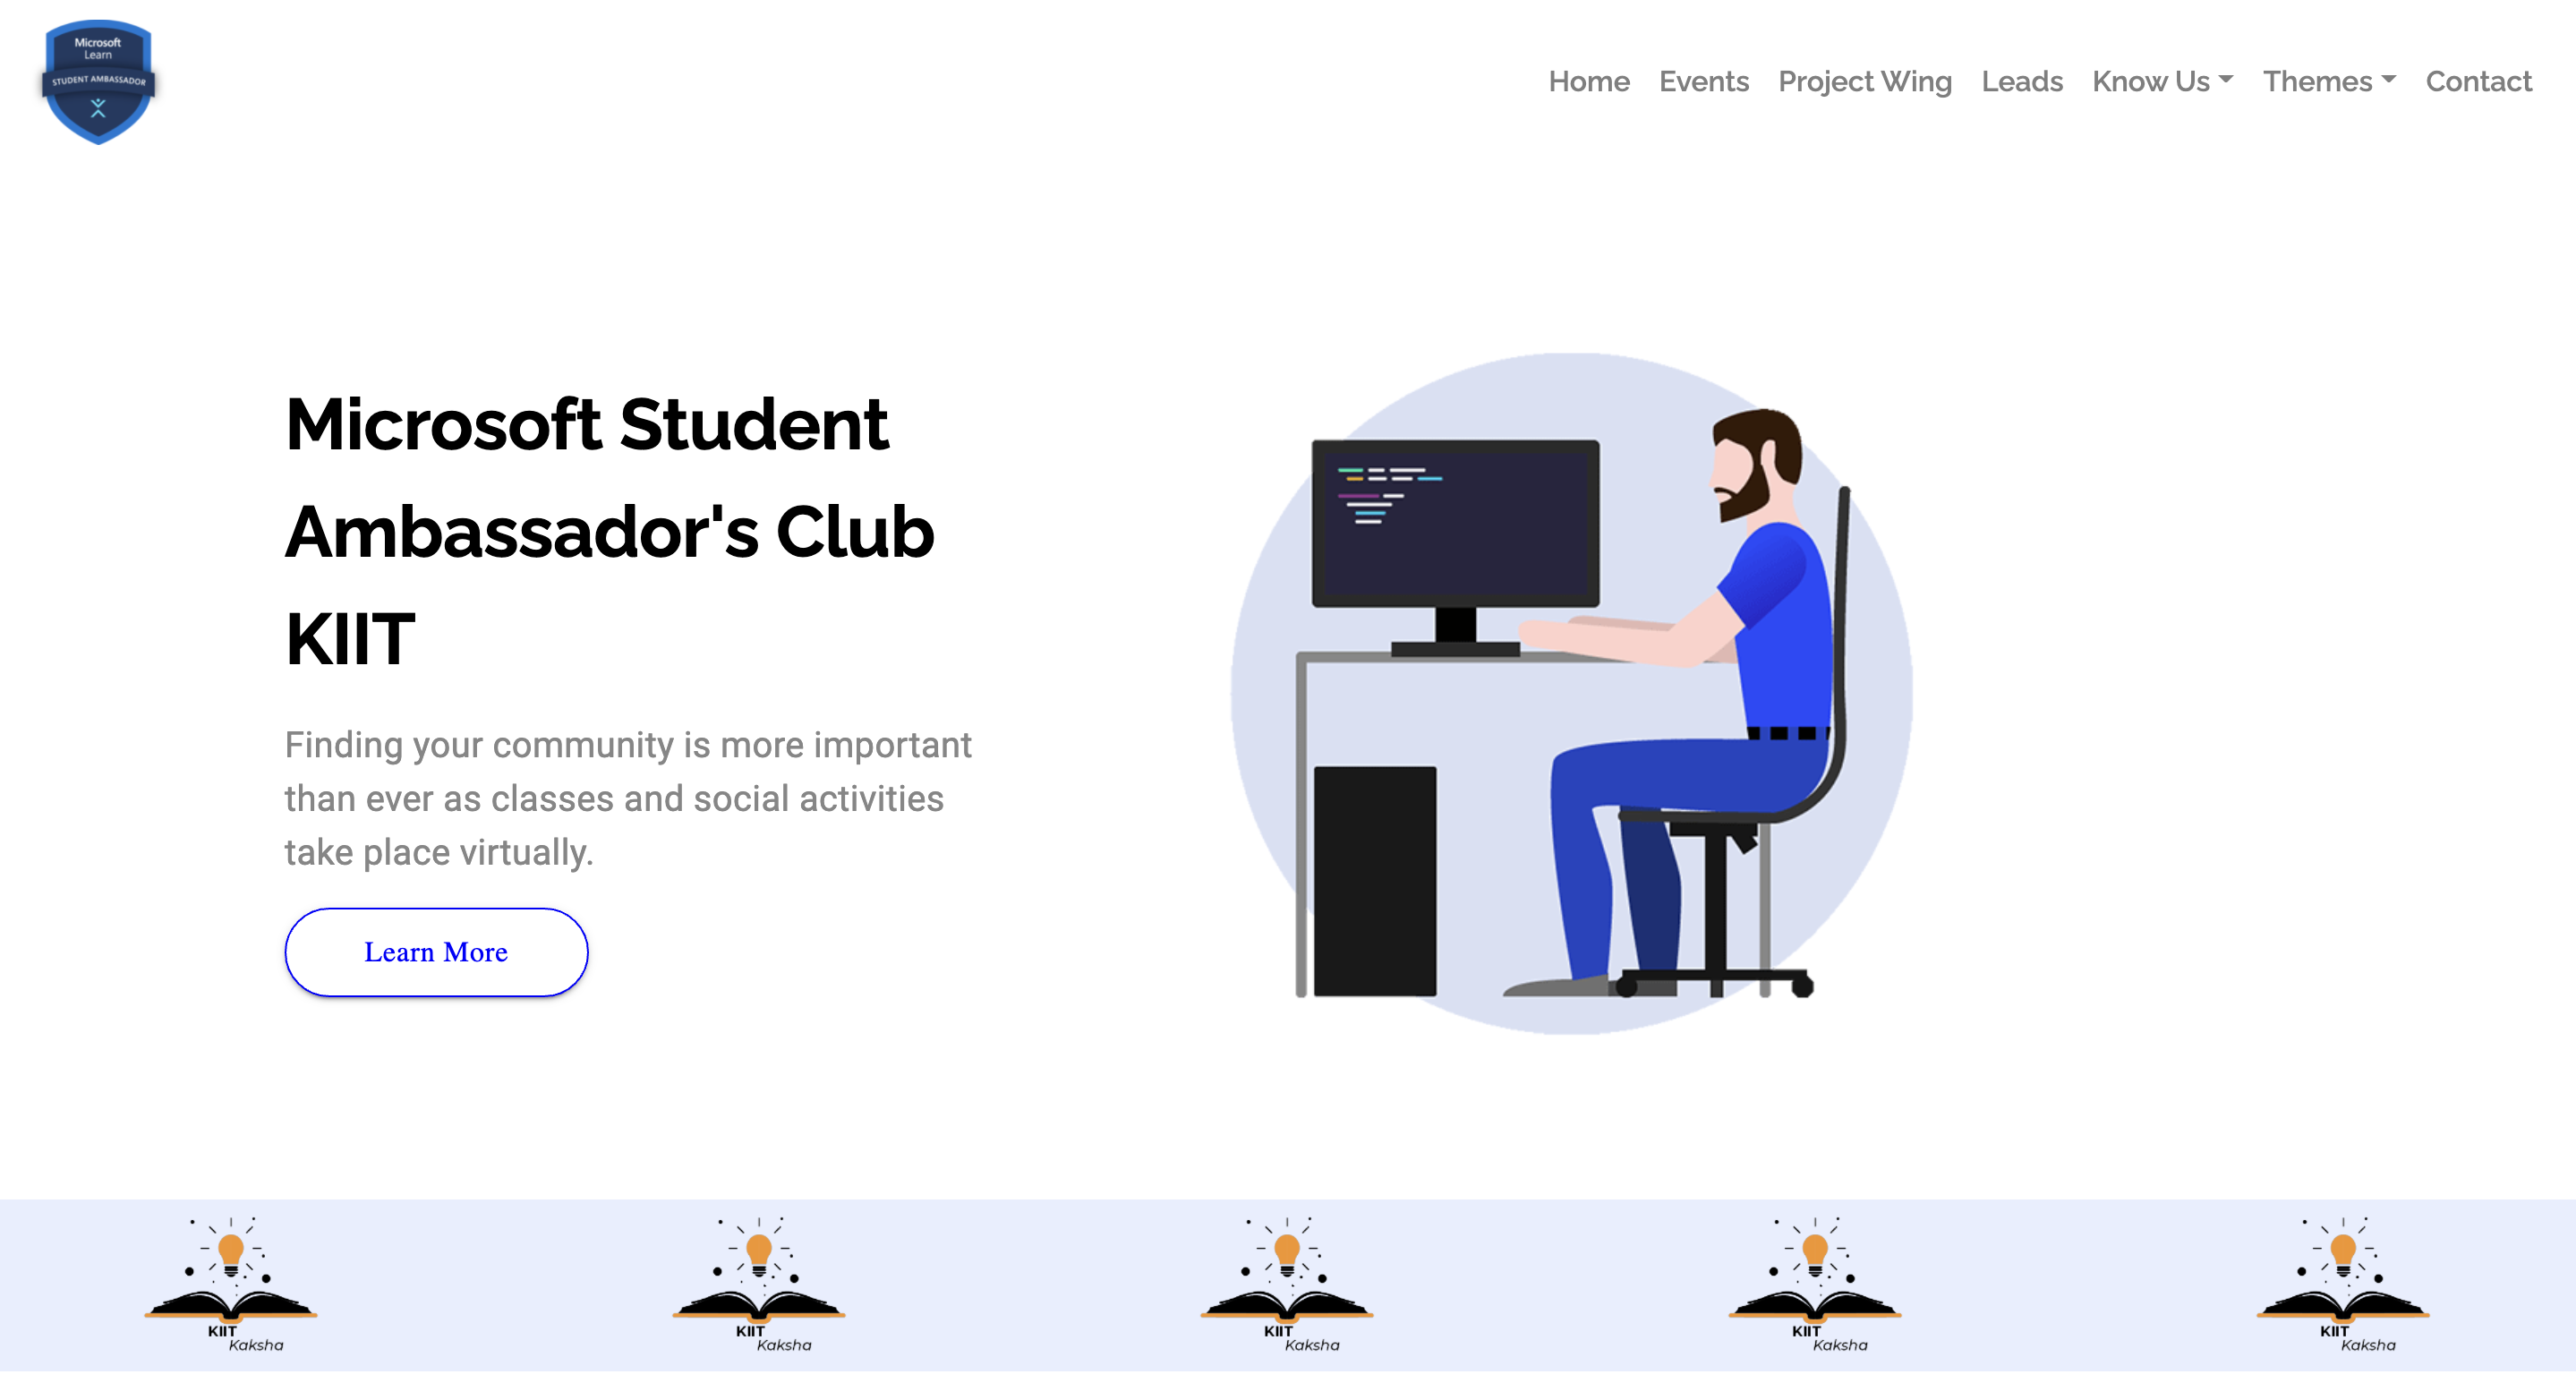 Microsoft
Learn
STUDENT AMBASSADOR
Home Events Project Wing Leads Know Us Themes Contact
Microsoft Student
Ambassador's Club
KIIT
Finding your community is more important
than ever as classes and social activities
take place virtually.
Learn More
KIIT
Kaksha
KIIT
Kaksha
KIIT
Kaksha
KIIT
Kaksha
KIIT
Kaksha